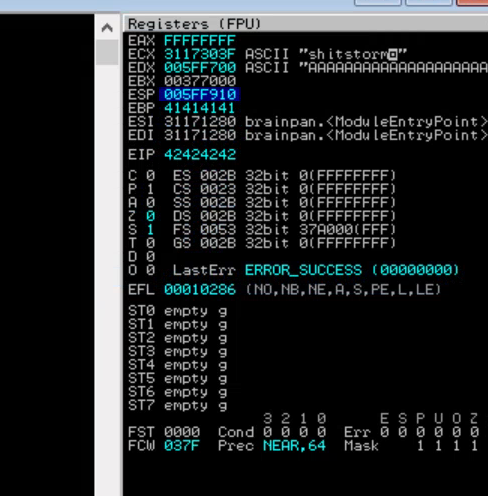 Registers (FPU)
EAX FFFFFFFF
ECX 3117303F ASCII "shitstorm"
EDX 005FF700 ASCII "AAAAAAAAAAAAAAAAAAAA
EBX 00377000
ESP 005FF910
EBP 41414141
ESI 31171280 brainpan.<ModuleEntryPoint>
EDI 31171280 brainpan.<ModuleEntryPoint>
EIP 42424242
C 0 ES 002B 32bit 0(FFFFFFFF)
P 1 CS 0023 32bit 0(FFFFFFFF)
A 0 SS 002B 32bit 0(FFFFFFFF)
Z 0 DS 002B 32bit 0(FFFFFFFF)
S 1 FS 0053 32bit 37A000(FFF)
T 0 GS 002B 32bit 0(FFFFFFFF)
D 0
O 0 LastErr ERROR_SUCCESS (00000000)
EFL 00010286 (NO,NB,NE,A,S,PE,L,LE)
ST0 empty g
ST1 empty g
ST2 empty g
ST3 empty g
ST4 empty g
ST5 empty g
ST6 empty g
ST7 empty g
3 2 1 0 E S P U O Z
FST 0000 Cond 0 0 0 0 Err 0 0 0 0 0 0
FCW 037F Prec NEAR,64 Mask 1 1 1 1